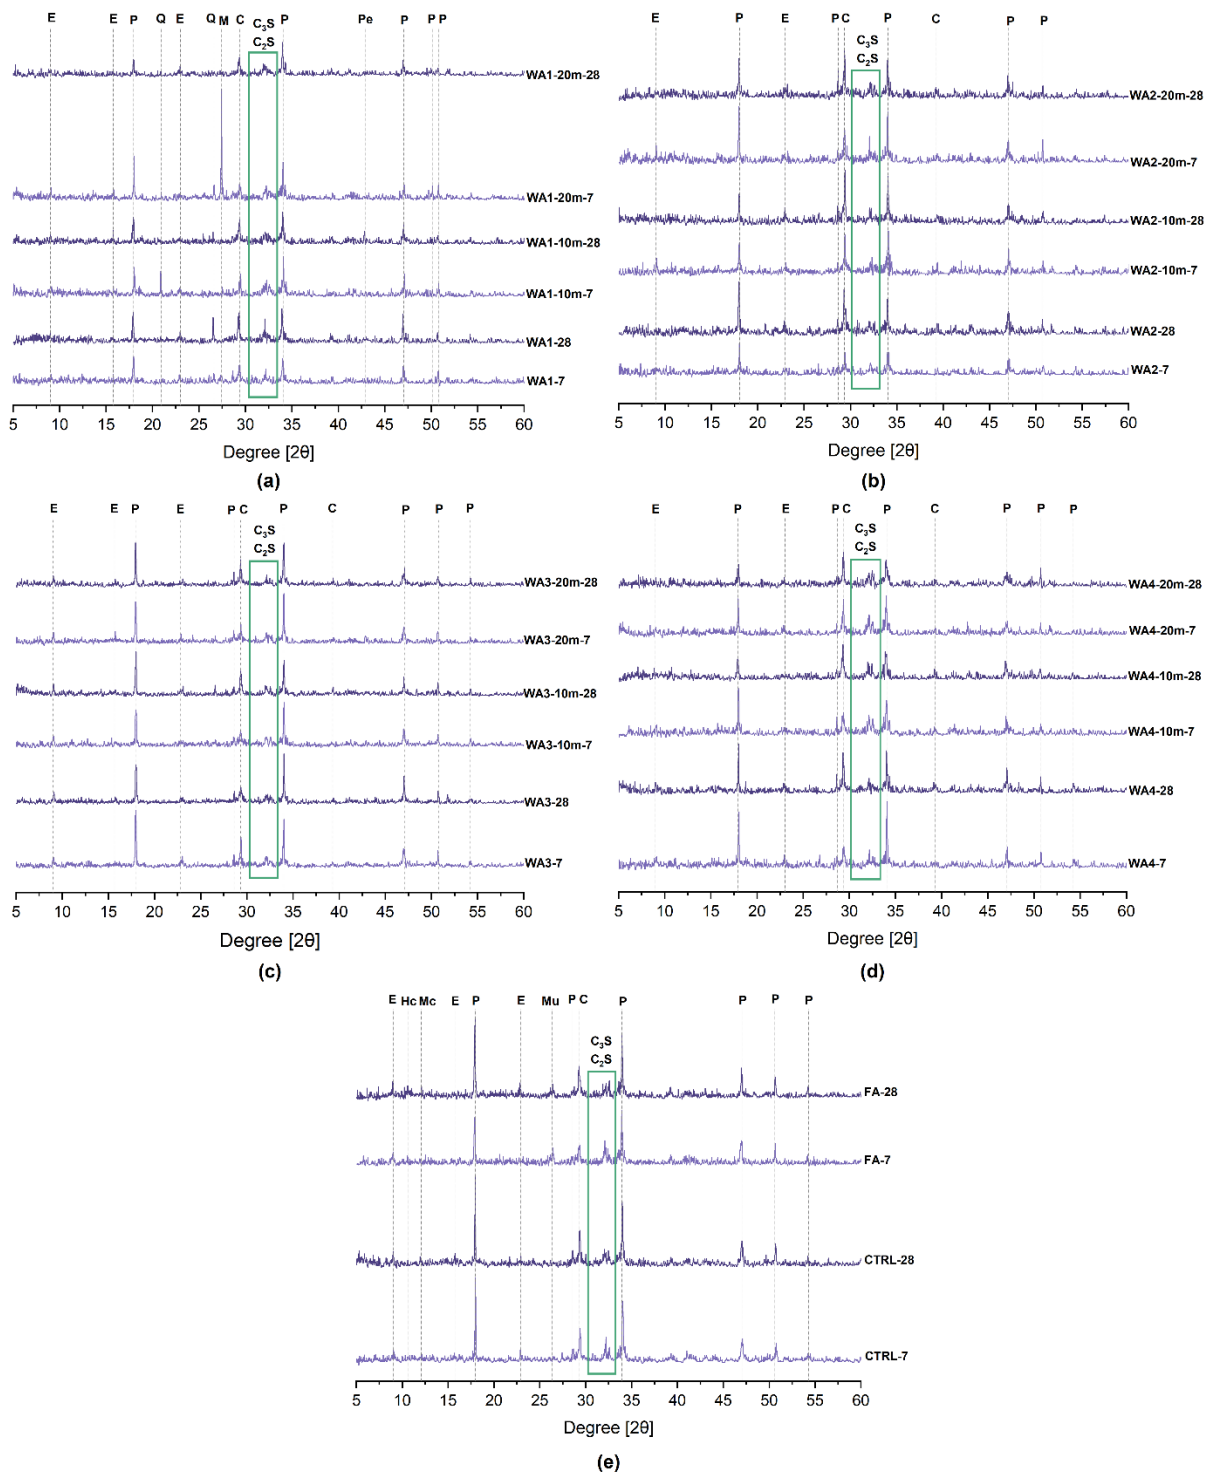 E E P Q E Q M C C₃S P Pe P P P
C₂S
WA1-20m-28
WA1-20m-7
WA1-10m-28
WA1-10m-7
WA1-28
WA1-7
5 10 15 20 25 30 35 40 45 50 55 60
Degree [2θ]
(a)
E P E P C C₃S P C P P
C₂S
WA2-20m-28
WA2-20m-7
WA2-10m-28
WA2-10m-7
WA2-28
WA2-7
5 10 15 20 25 30 35 40 45 50 55 60
Degree [2θ]
(b)
E E P E P C P C P P P
C₃S
C₂S
WA3-20m-28
WA3-20m-7
WA3-10m-28
WA3-10m-7
WA3-28
WA3-7
5 10 15 20 25 30 35 40 45 50 55 60
Degree [2θ]
(c)
E P E P C P C P P P
C₃S
C₂S
WA4-20m-28
WA4-20m-7
WA4-10m-28
WA4-10m-7
WA4-28
WA4-7
5 10 15 20 25 30 35 40 45 50 55 60
Degree [2θ]
(d)
E Hc Mc E P E Mu P C P P P P
C₃S
C₂S
FA-28
FA-7
CTRL-28
CTRL-7
5 10 15 20 25 30 35 40 45 50 55 60
Degree [2θ]
(e)